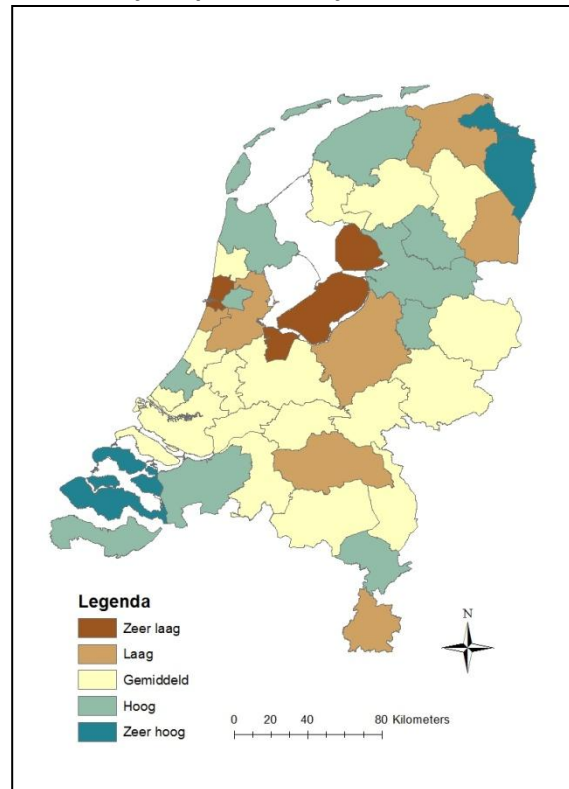 Legenda
Zeer laag
Laag
Gemiddeld
Hoog
Zeer hoog
N
0 20 40 80 Kilometers